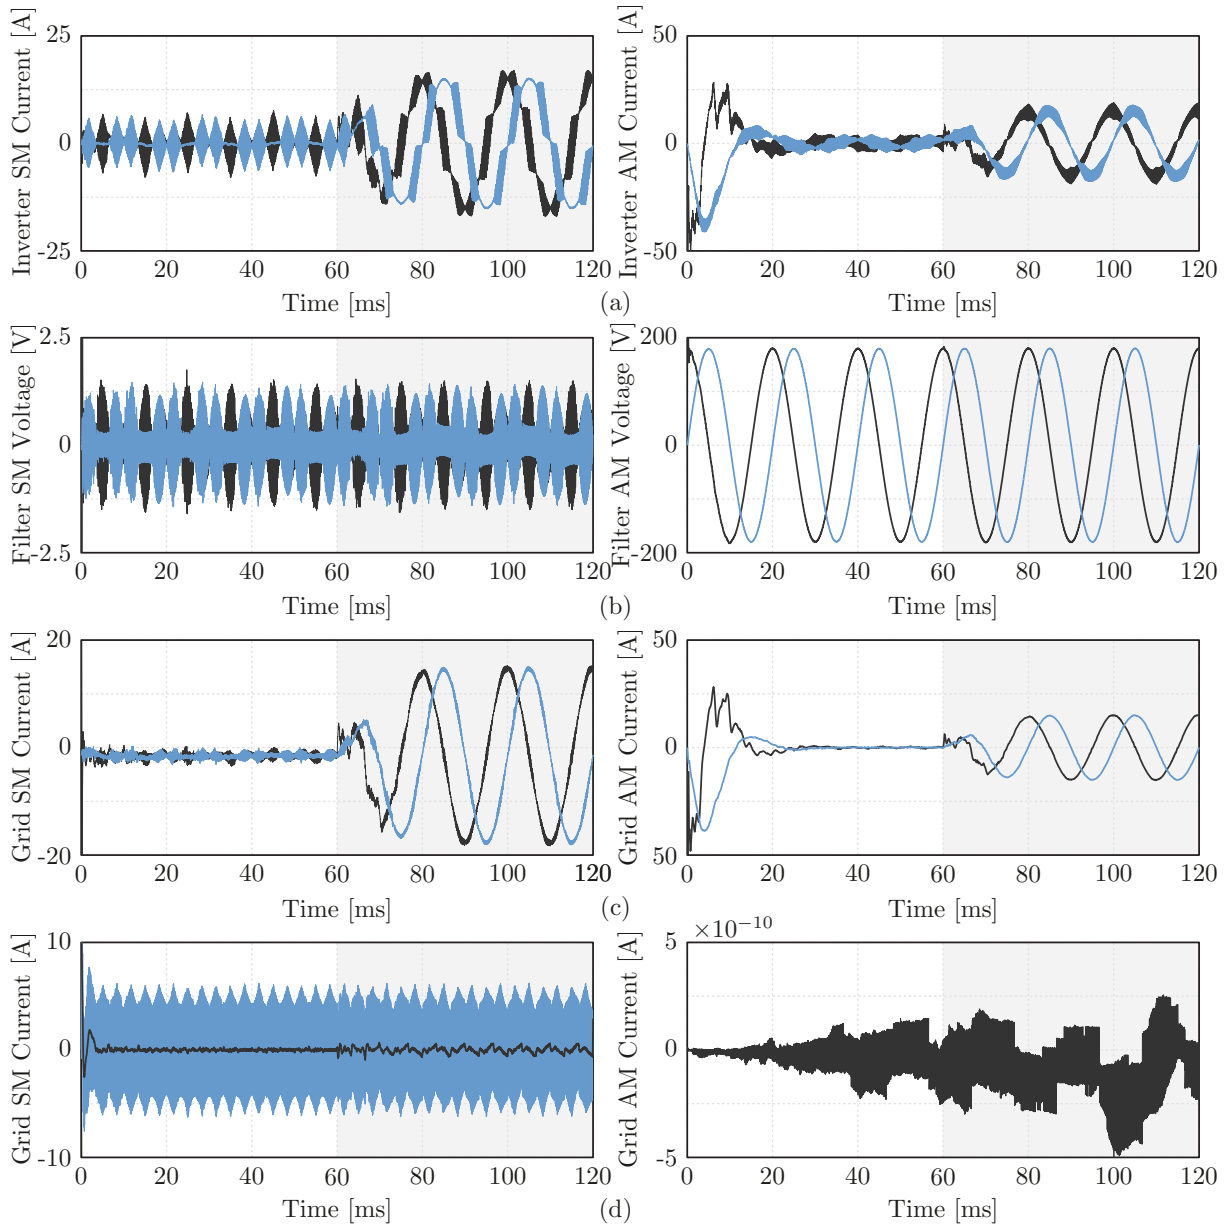 Inverter SM Current [A]
25
0
-25
0 20 40 60 80 100 120
Time [ms]
Inverter AM Current [A]
50
0
-50
0 20 40 60 80 100 120
Time [ms]
(a)
Filter SM Voltage [V]
2.5
0
-2.5
0 20 40 60 80 100 120
Time [ms]
Filter AM Voltage [V]
200
0
-200
0 20 40 60 80 100 120
Time [ms]
(b)
Grid SM Current [A]
20
0
-20
0 20 40 60 80 100 120
Time [ms]
Grid AM Current [A]
50
0
50
0 20 40 60 80 100 120
Time [ms]
(c)
Grid SM Current [A]
10
0
-10
0 20 40 60 80 100 120
Time [ms]
Grid AM Current [A]
×10⁻¹⁰
5
0
-5
0 20 40 60 80 100 120
Time [ms]
(d)